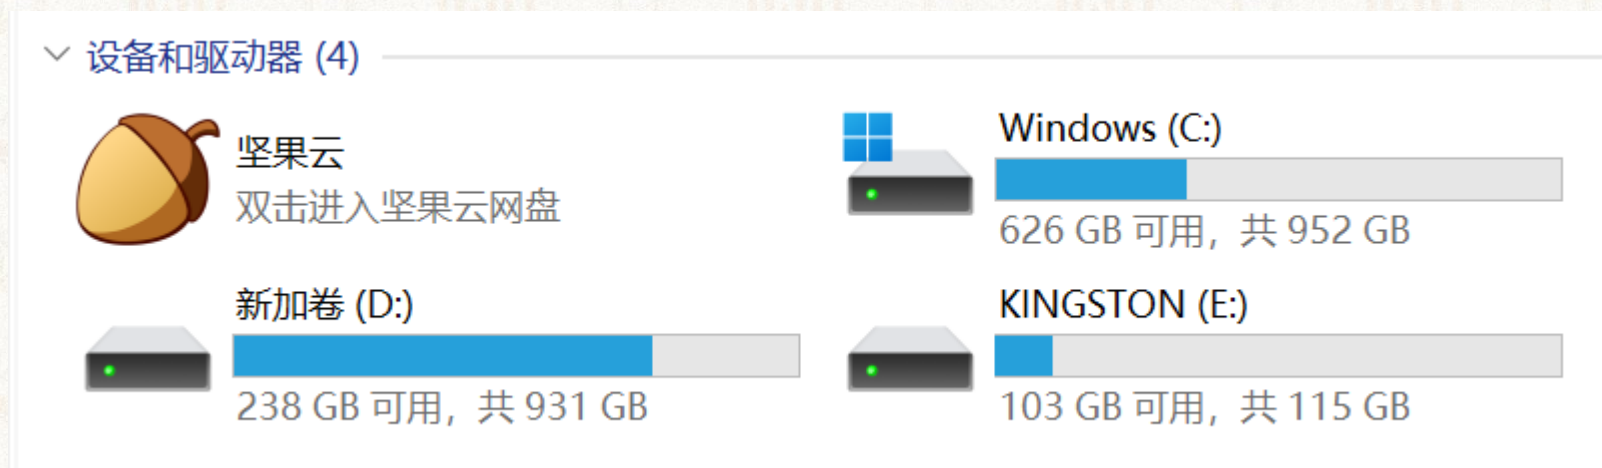 设备和驱动器 (4)
坚果云
双击进入坚果云网盘
Windows (C:)
626 GB 可用，共 952 GB
新加卷 (D:)
238 GB 可用，共 931 GB
KINGSTON (E:)
103 GB 可用，共 115 GB